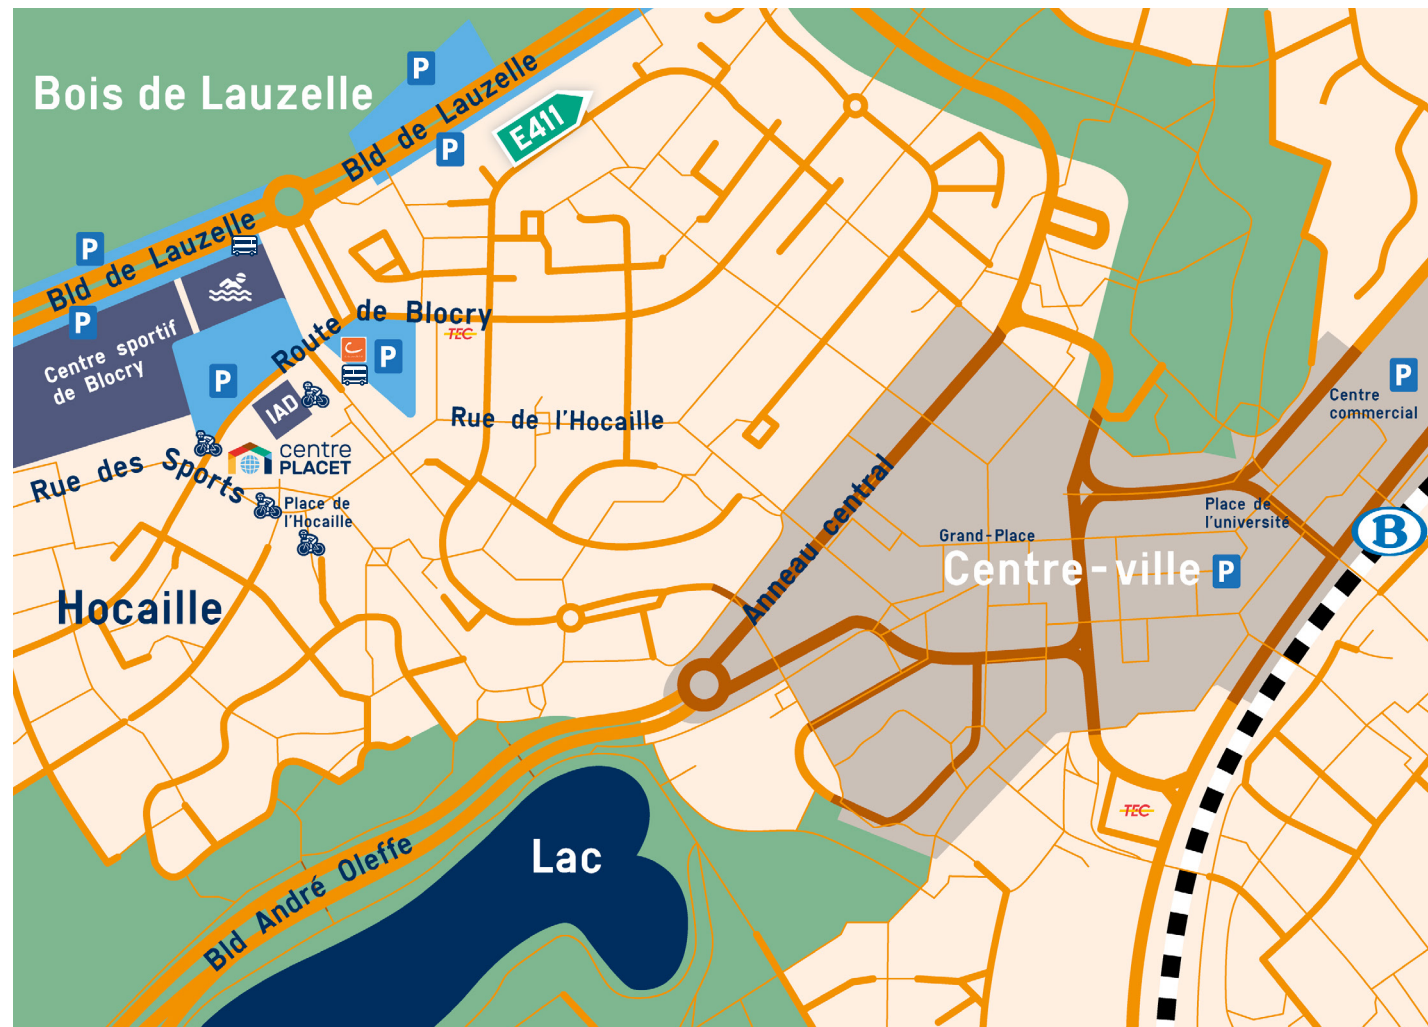 Bois de Lauzelle
P
Bld de Lauzelle
P
E411
P
Bld de Lauzelle
P
Centre sportif
de Blocry
Route de Blocry
TEC
P
P
IAD
Rue de l'Hocaille
centre
PLACET
Rue des Sports
Place de
l'Hocaille
Hocaille
Anneau central
Grand-Place
Centre-ville
P
Place de
l'université
Centre
commercial
P
B
TEC
Lac
Bld André Oleffe